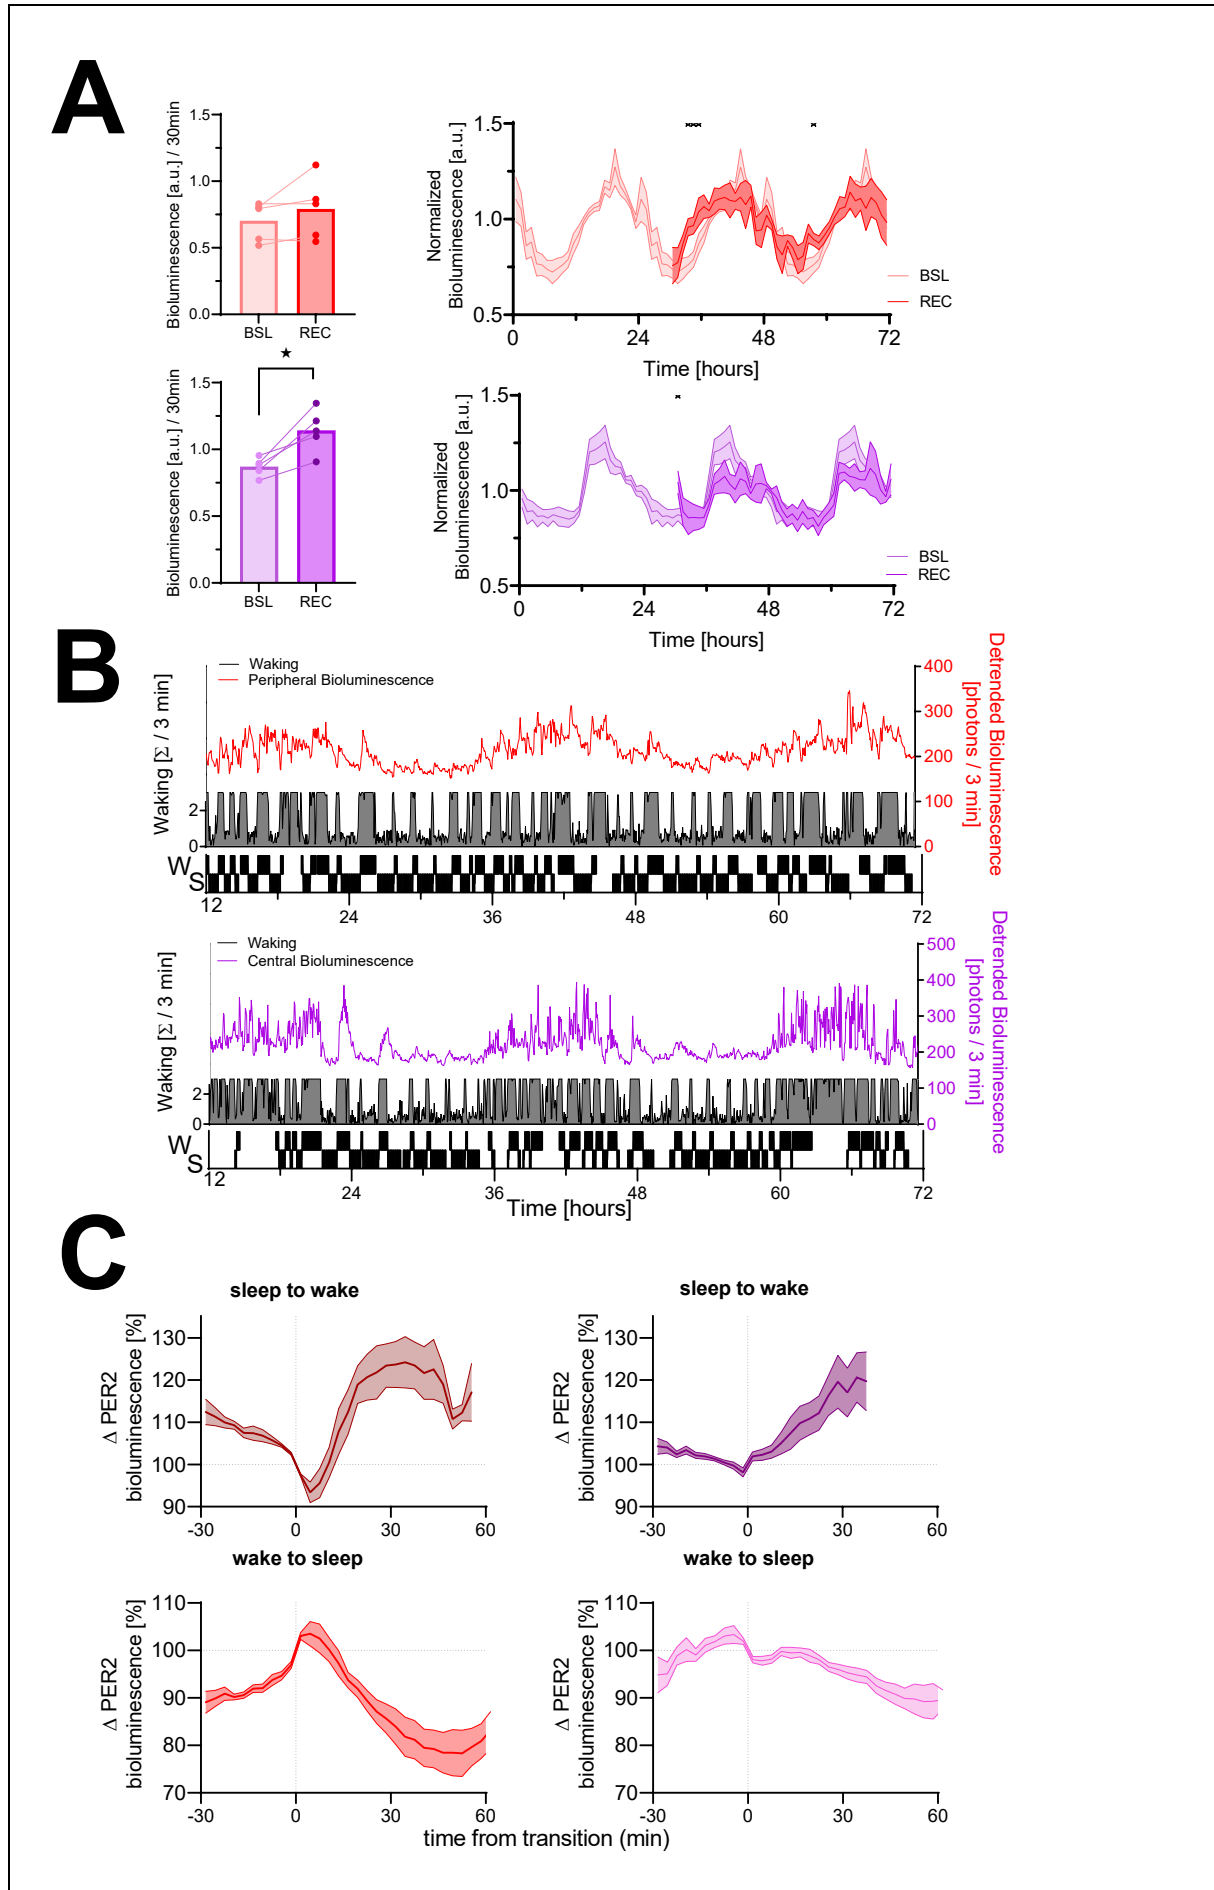 A
Bioluminescence [a.u.] / 30min
1.5
1.0
0.5
0.0
BSL
REC
Normalized
Bioluminescence [a.u.]
1.5
1.0
0.5
0
24
48
72
Time [hours]
BSL
REC
★
Bioluminescence [a.u.] / 30min
1.5
1.0
0.5
0.0
BSL
REC
Normalized
Bioluminescence [a.u.]
1.5
1.0
0.5
0
24
48
72
Time [hours]
BSL
REC
B
Waking
Peripheral Bioluminescence
Waking [Σ / 3 min]
2
0
W
S
12
24
36
48
60
72
400
300
200
100
0
Detrended Bioluminescence
[photons / 3 min]
Waking
Central Bioluminescence
Waking [Σ / 3 min]
2
0
W
S
12
24
36
48
60
72
Time [hours]
500
400
300
200
100
0
Detrended Bioluminescence
[photons / 3 min]
C
sleep to wake
Δ PER2
bioluminescence [%]
130
120
110
100
90
-30
0
30
60
sleep to wake
Δ PER2
bioluminescence [%]
130
120
110
100
90
-30
0
30
60
wake to sleep
Δ PER2
bioluminescence [%]
110
100
90
80
70
-30
0
30
60
wake to sleep
Δ PER2
bioluminescence [%]
110
100
90
80
70
-30
0
30
60
time from transition (min)